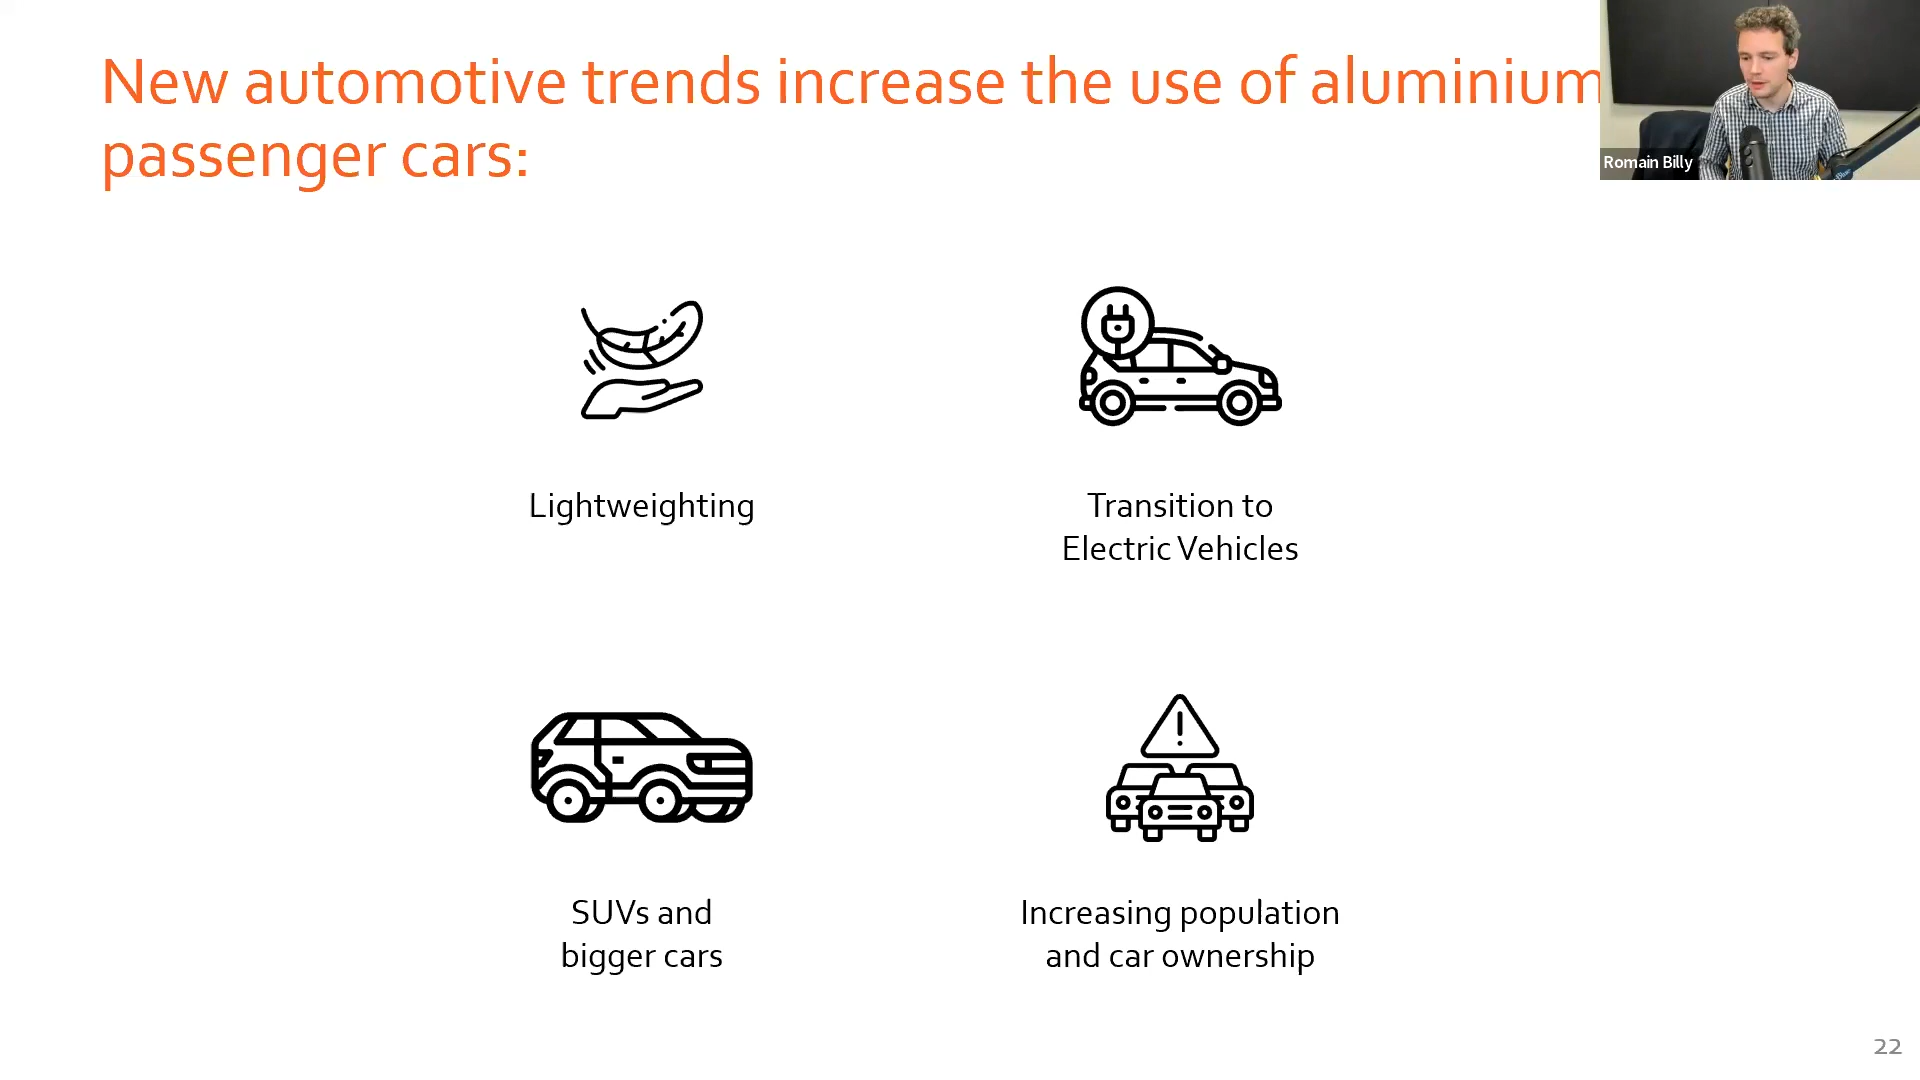 New automotive trends increase the use of aluminium
passenger cars:
Romain Billy
Lightweighting
Transition to
Electric Vehicles
SUVs and
bigger cars
Increasing population
and car ownership
22